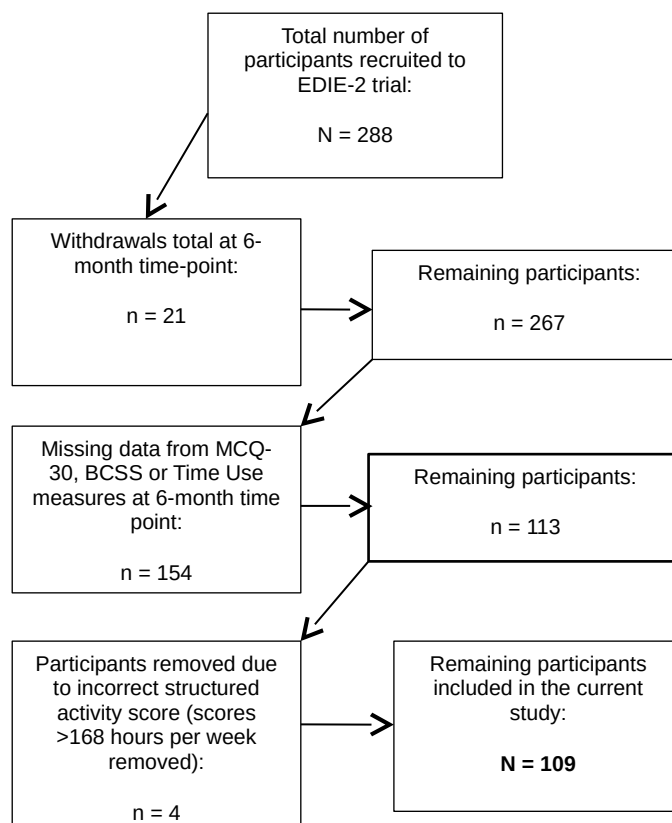 Total number of
participants recruited to
EDIE-2 trial:
N = 288
Withdrawals total at 6-
month time-point:
n = 21
Remaining participants:
n = 267
Missing data from MCQ-
30, BCSS or Time Use
measures at 6-month time
point:
n = 154
Remaining participants:
n = 113
Participants removed due
to incorrect structured
activity score (scores
>168 hours per week
removed):
n = 4
Remaining participants
included in the current
study:
N = 109